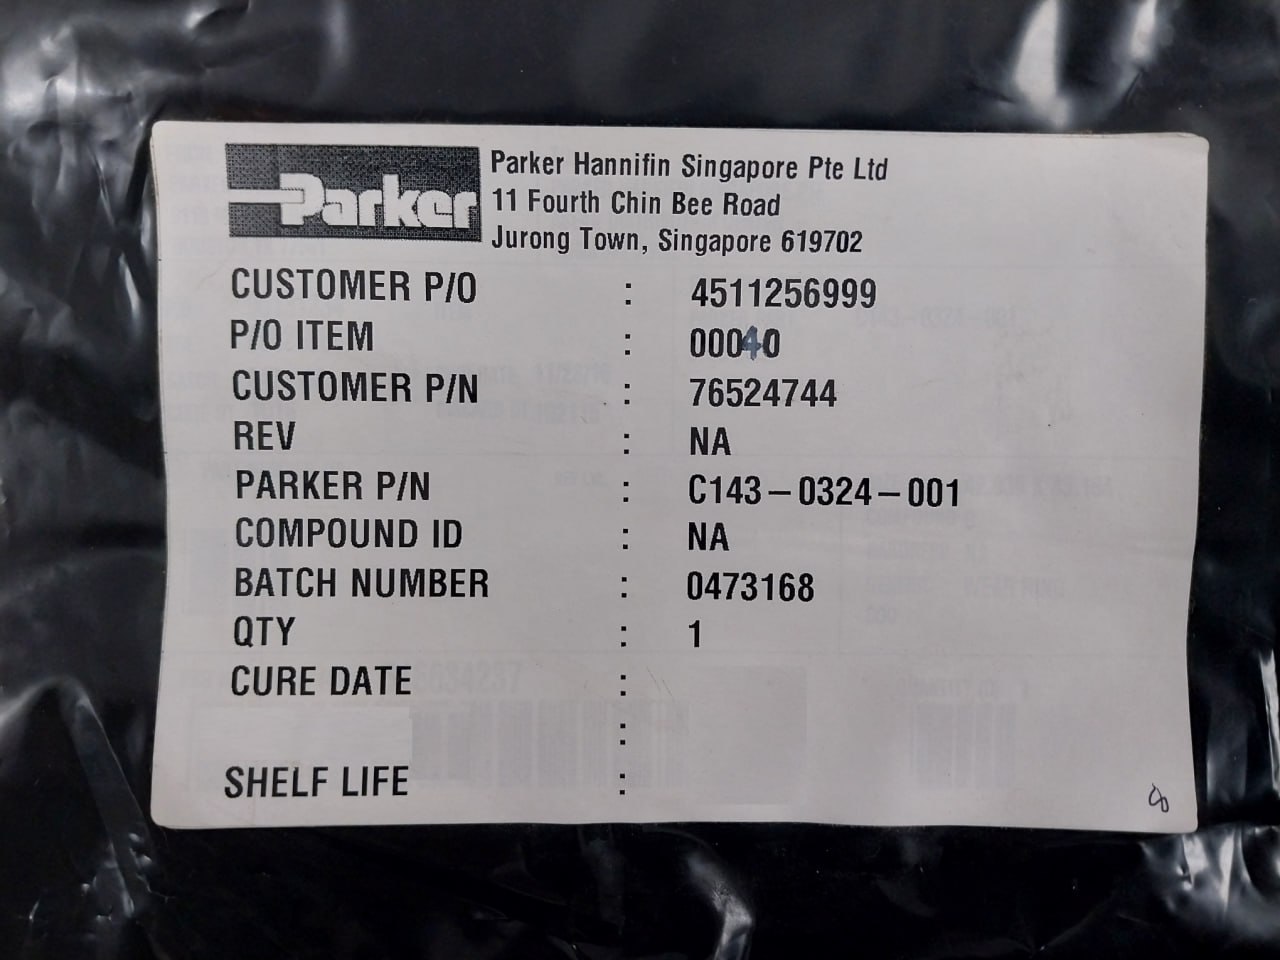 Parker
Parker Hannifin Singapore Pte Ltd
11 Fourth Chin Bee Road
Jurong Town, Singapore 619702
CUSTOMER P/O : 4511256999
P/O ITEM : 00040
CUSTOMER P/N : 76524744
REV : NA
PARKER P/N : C143-0324-001
COMPOUND ID : NA
BATCH NUMBER : 0473168
QTY : 1
CURE DATE :
:
SHELF LIFE :